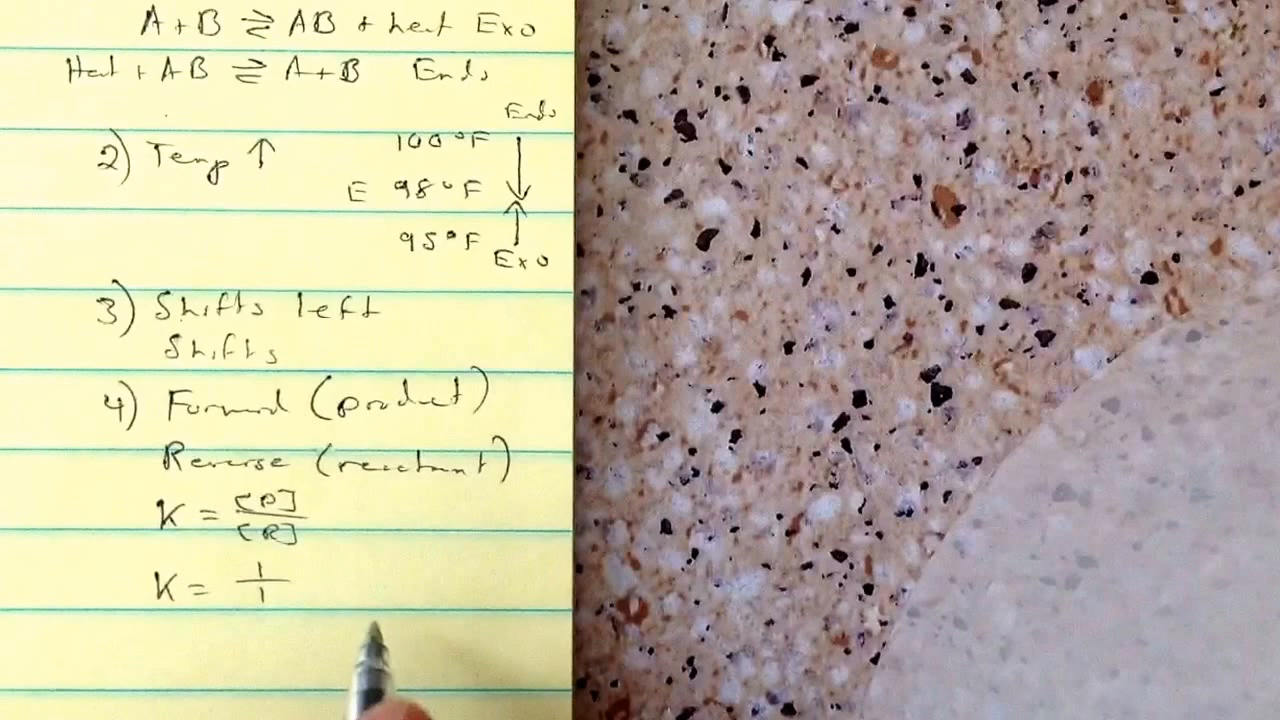 A + B ⇌ AB + heat Exo
Heat + AB ⇌ A + B Endo
Endo
2) Temp ↑ 100°F
E 98°F
95°F
Exo
3) Shifts left
Shifts
4) Forward (product)
Reverse (reactant)
K = [P]/[R]
K = 1/1